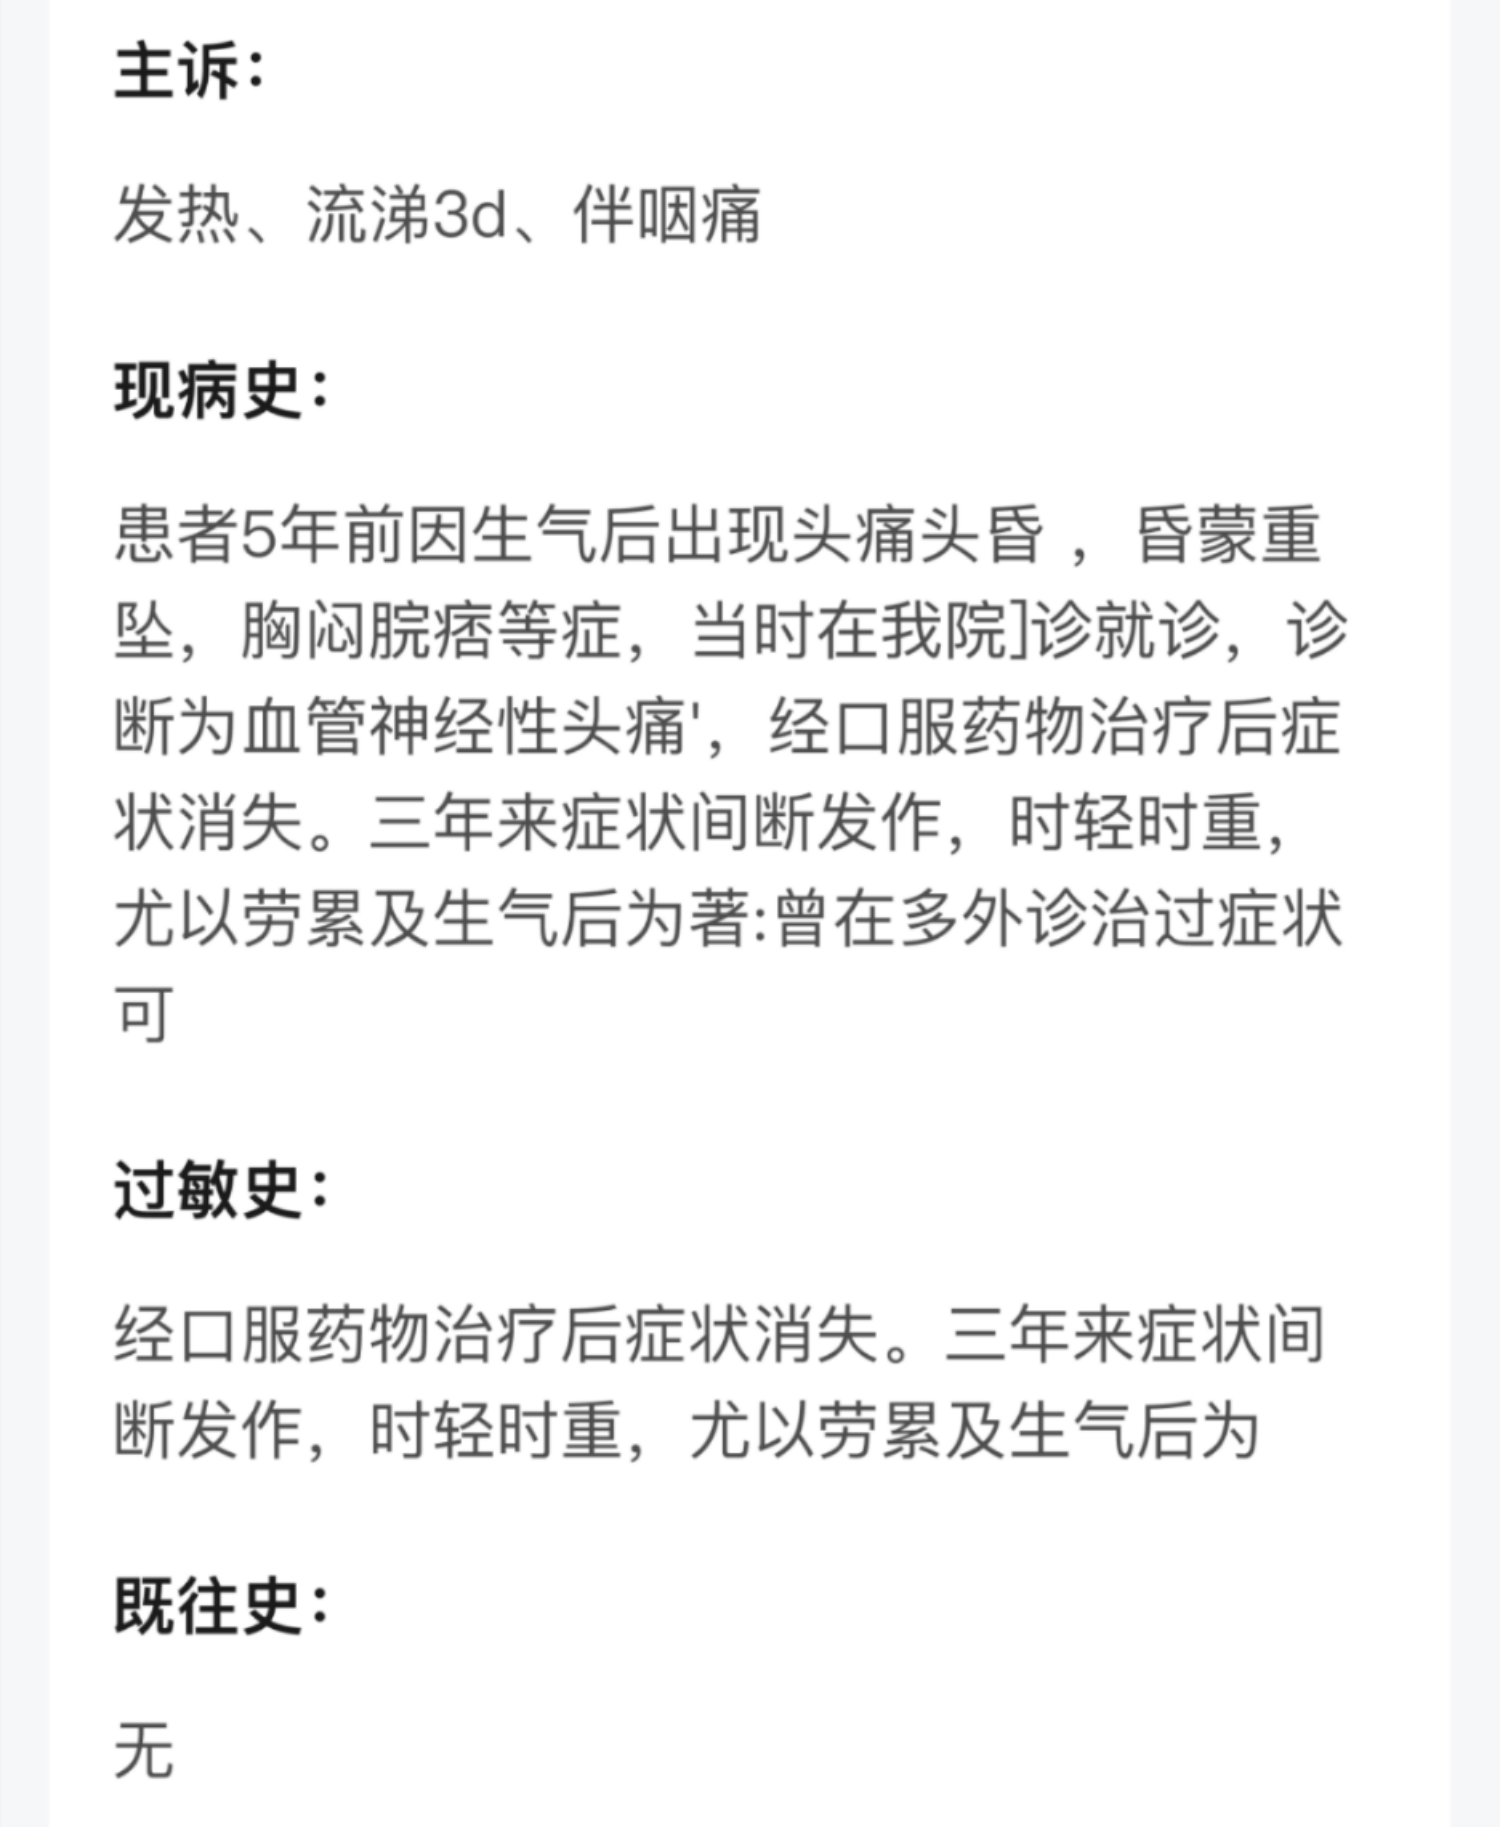 主诉：
发热、流涕3d、伴咽痛
现病史：
患者5年前因生气后出现头痛头昏 ，昏蒙重
坠，胸闷脘痞等症，当时在我院]诊就诊，诊
断为血管神经性头痛'，经口服药物治疗后症
状消失。三年来症状间断发作，时轻时重，
尤以劳累及生气后为著:曾在多外诊治过症状
可
过敏史：
经口服药物治疗后症状消失。三年来症状间
断发作，时轻时重，尤以劳累及生气后为
既往史：
无